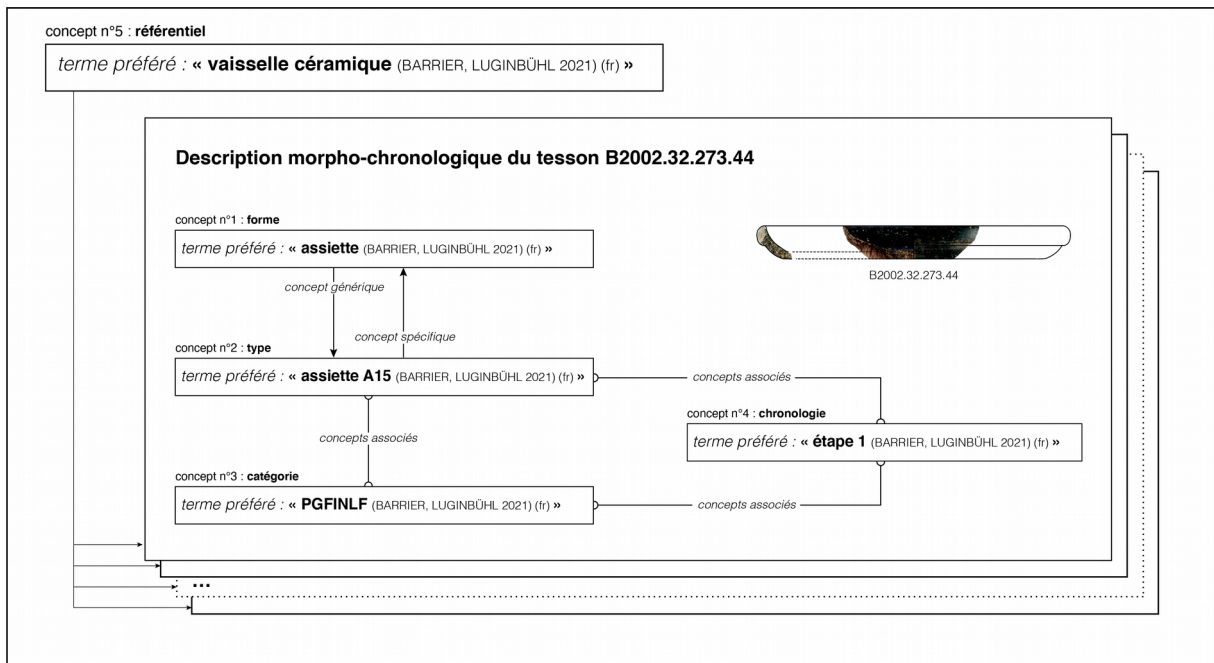 concept n°5 : référentiel
terme préféré : « vaisselle céramique (BARRIER, LUGINBÜHL 2021) (fr) »
Description morpho-chronologique du tesson B2002.32.273.44
concept n°1 : forme
terme préféré : « assiette (BARRIER, LUGINBÜHL 2021) (fr) »
B2002.32.273.44
concept générique
concept spécifique
concept n°2 : type
terme préféré : « assiette A15 (BARRIER, LUGINBÜHL 2021) (fr) »
concepts associés
concept n°4 : chronologie
terme préféré : « étape 1 (BARRIER, LUGINBÜHL 2021) (fr) »
concepts associés
concept n°3 : catégorie
terme préféré : « PGFINLF (BARRIER, LUGINBÜHL 2021) (fr) »
concepts associés
...